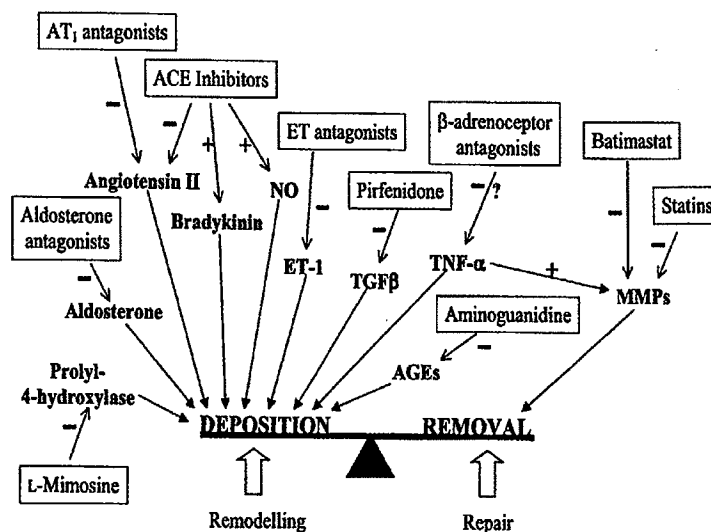 AT₁ antagonists
ACE Inhibitors
ET antagonists
β-adrenoceptor
antagonists
Batimastat
Statins
Pirfenidone
Aldosterone
antagonists
Angiotensin II
NO
Bradykinin
ET-1
TGFβ
TNF-α
MMPs
Aldosterone
Aminoguanidine
AGEs
Prolyl-
4-hydroxylase
L-Mimosine
DEPOSITION
REMOVAL
Remodelling
Repair
–
–
+
+
–
–
– ?
–
–
–
+
–
–